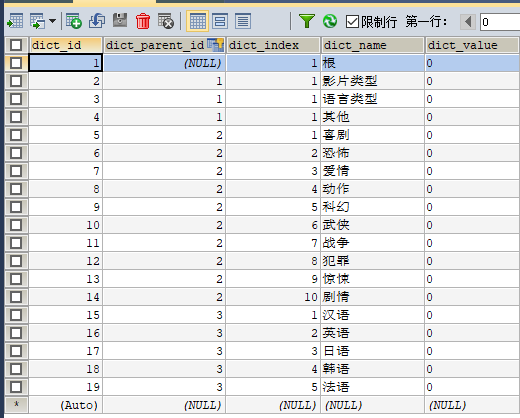 限制行 第一行: 0
dict_id dict_parent_id dict_index dict_name dict_value
1 (NULL) 1 根 0
2 1 1 影片类型 0
3 1 1 语言类型 0
4 1 1 其他 0
5 2 1 喜剧 0
6 2 2 恐怖 0
7 2 3 爱情 0
8 2 4 动作 0
9 2 5 科幻 0
10 2 6 武侠 0
11 2 7 战争 0
12 2 8 犯罪 0
13 2 9 惊悚 0
14 2 10 剧情 0
15 3 1 汉语 0
16 3 2 英语 0
17 3 3 日语 0
18 3 4 韩语 0
19 3 5 法语 0
* (Auto) (NULL) (NULL) (NULL) (NULL)